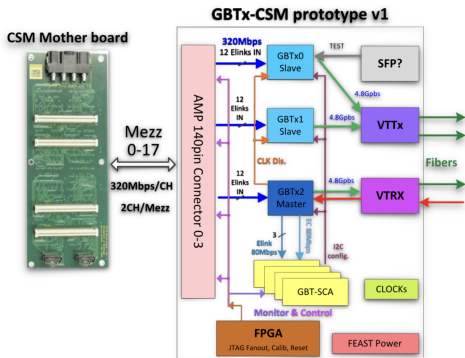 GBTx-CSM prototype v1
CSM Mother board
320Mbps
12 Elinks IN
GBTx0
Slave
TEST
SFP?
AMP 140pin Connector 0-3
4.8Gpbs
12
Elinks
IN
GBTx1
Slave
4.8Gpbs
VTTx
Mezz
0-17
CLK Dis.
Fibers
320Mbps/CH
2CH/Mezz
12
Elinks
IN
GBTx2
Master
4.8Gpbs
VTRX
3
Elink
80Mbps
EC 80Mbps
I2C
config.
GBT-SCA
CLOCKs
Monitor & Control
FPGA
JTAG Fanout, Calib, Reset
FEAST Power